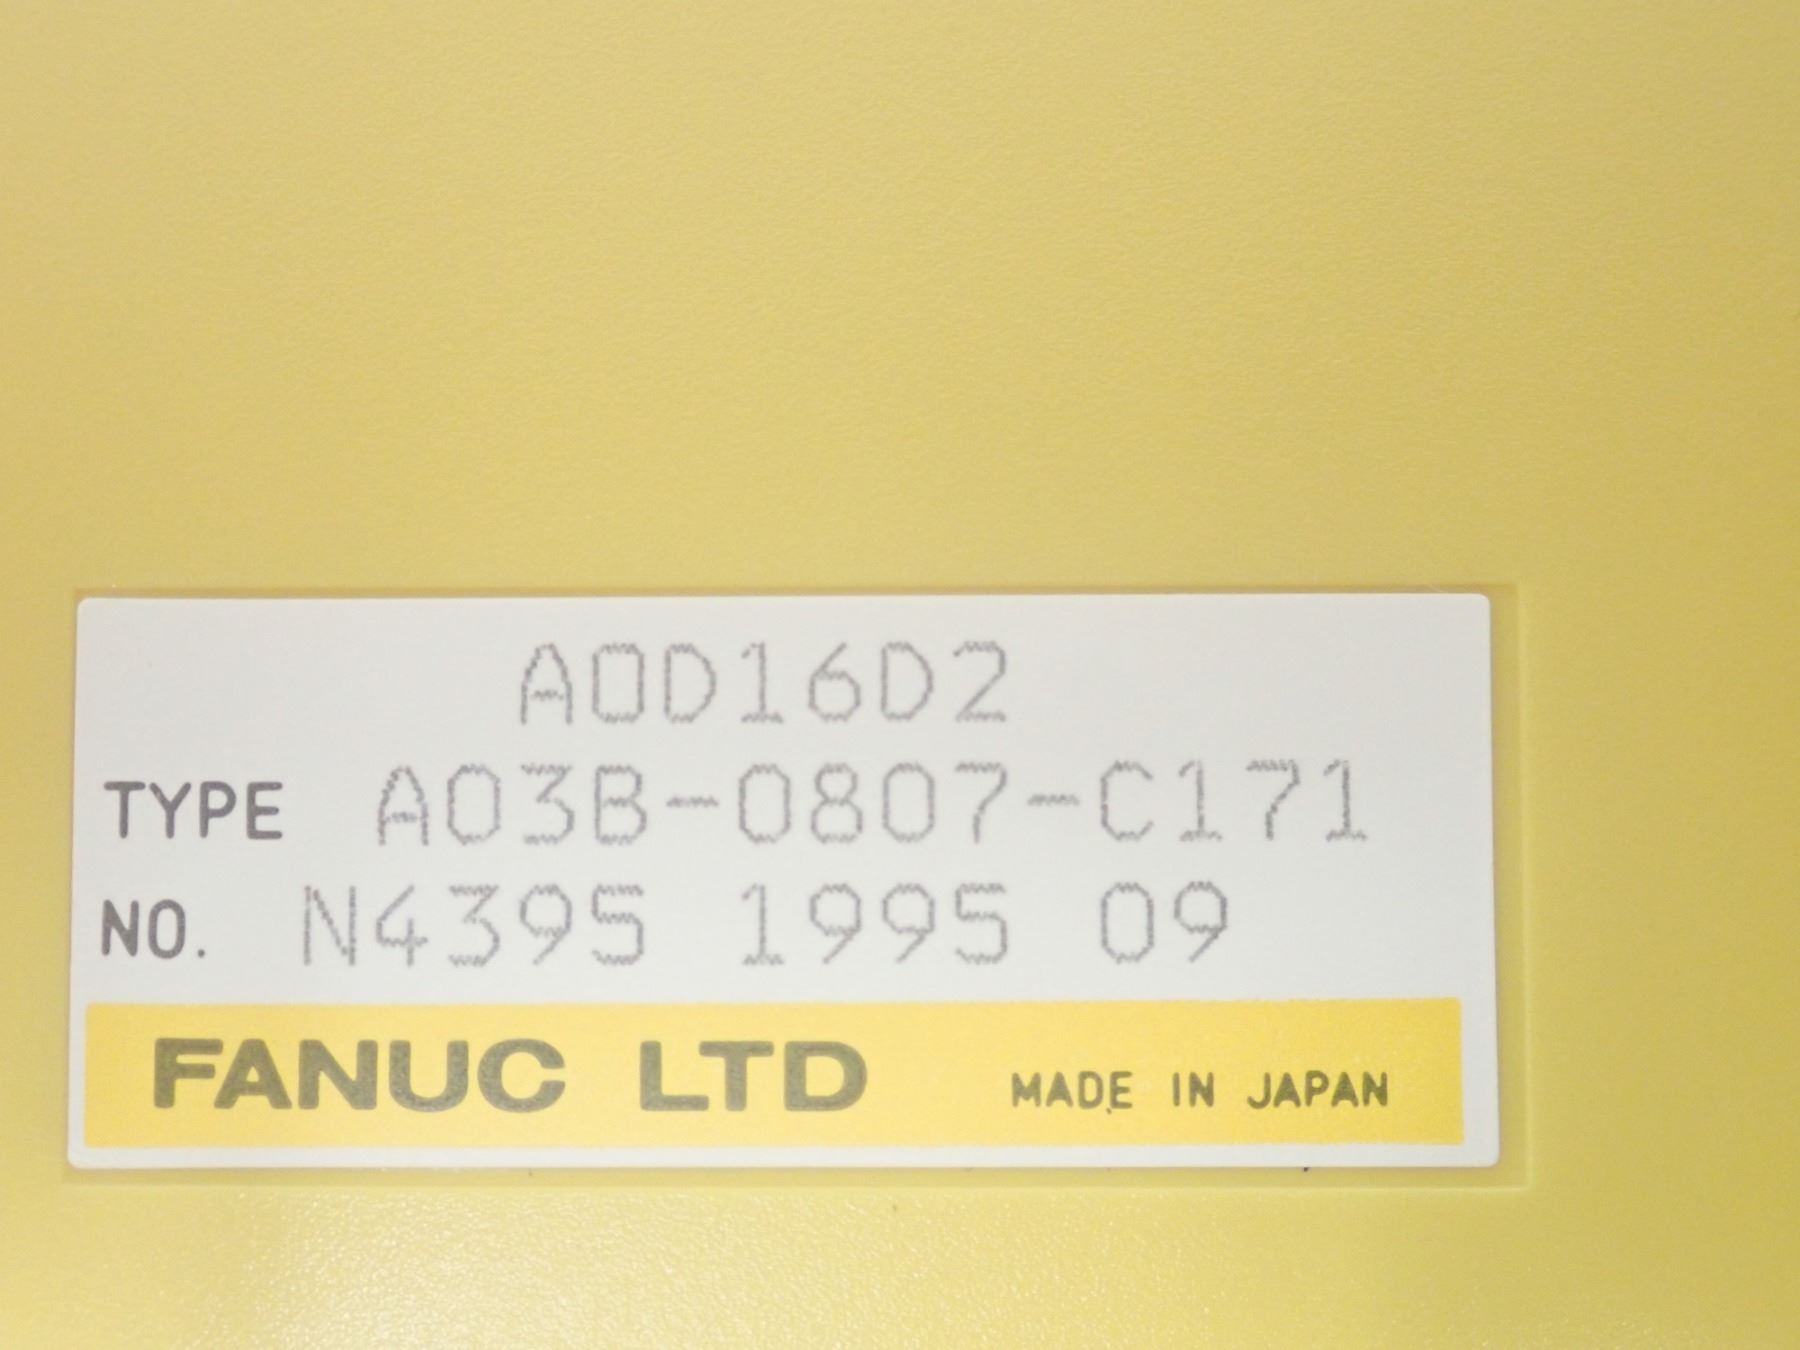 AOD16D2
TYPE A03B-0807-C171
NO. N4395 1995 09
FANUC LTD MADE IN JAPAN